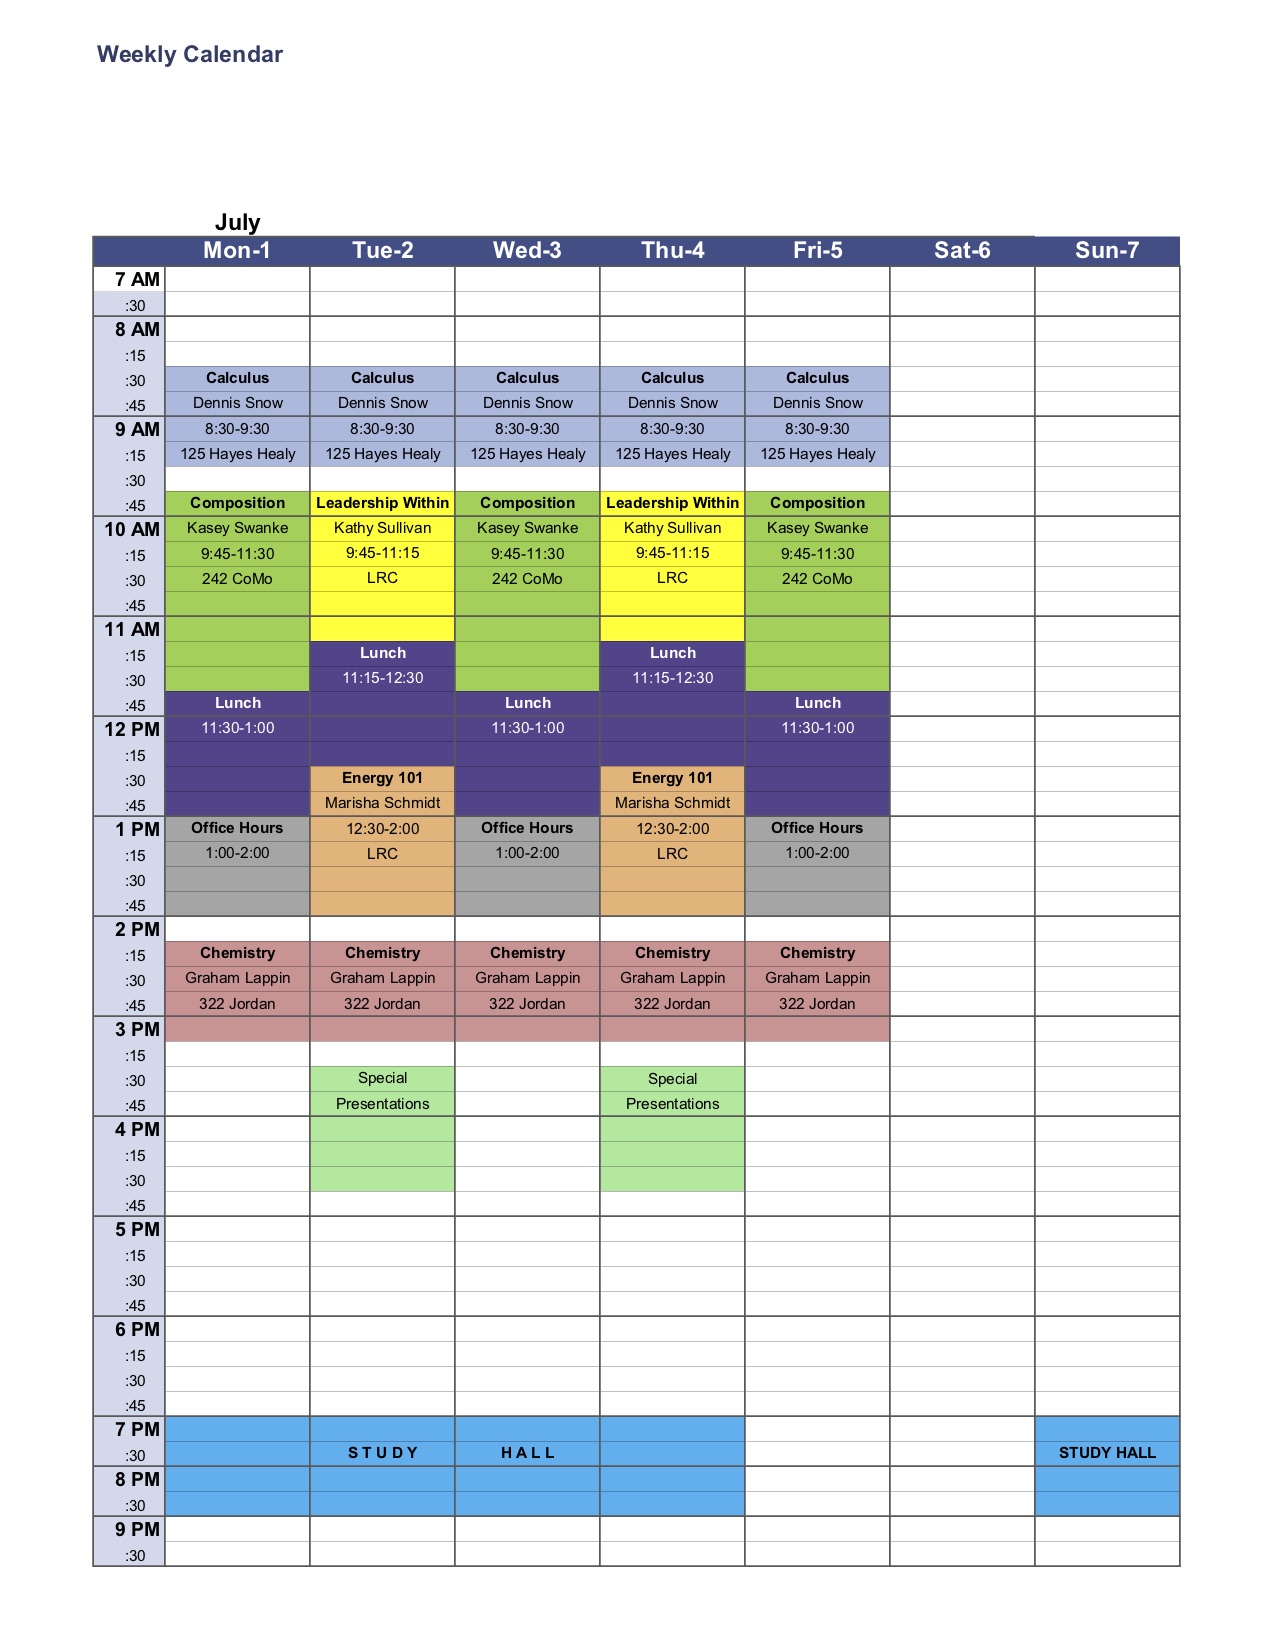 Weekly Calendar
July
Mon-1 Tue-2 Wed-3 Thu-4 Fri-5 Sat-6 Sun-7
7 AM
:30
8 AM
:15
:30 Calculus Calculus Calculus Calculus Calculus
:45 Dennis Snow Dennis Snow Dennis Snow Dennis Snow Dennis Snow
9 AM 8:30-9:30 8:30-9:30 8:30-9:30 8:30-9:30 8:30-9:30
:15 125 Hayes Healy 125 Hayes Healy 125 Hayes Healy 125 Hayes Healy 125 Hayes Healy
:30
:45 Composition Leadership Within Composition Leadership Within Composition
10 AM Kasey Swanke Kathy Sullivan Kasey Swanke Kathy Sullivan Kasey Swanke
:15 9:45-11:30 9:45-11:15 9:45-11:30 9:45-11:15 9:45-11:30
:30 242 CoMo LRC 242 CoMo LRC 242 CoMo
:45
11 AM
:15 Lunch Lunch
:30 11:15-12:30 11:15-12:30
:45 Lunch Lunch Lunch
12 PM 11:30-1:00 11:30-1:00 11:30-1:00
:15
:30 Energy 101 Energy 101
:45 Marisha Schmidt Marisha Schmidt
1 PM Office Hours 12:30-2:00 Office Hours 12:30-2:00 Office Hours
:15 1:00-2:00 LRC 1:00-2:00 LRC 1:00-2:00
:30
:45
2 PM
:15 Chemistry Chemistry Chemistry Chemistry Chemistry
:30 Graham Lappin Graham Lappin Graham Lappin Graham Lappin Graham Lappin
:45 322 Jordan 322 Jordan 322 Jordan 322 Jordan 322 Jordan
3 PM
:15
:30 Special Special
:45 Presentations Presentations
4 PM
:15
:30
:45
5 PM
:15
:30
:45
6 PM
:15
:30
:45
7 PM
:30 S T U D Y H A L L STUDY HALL
8 PM
:30
9 PM
:30